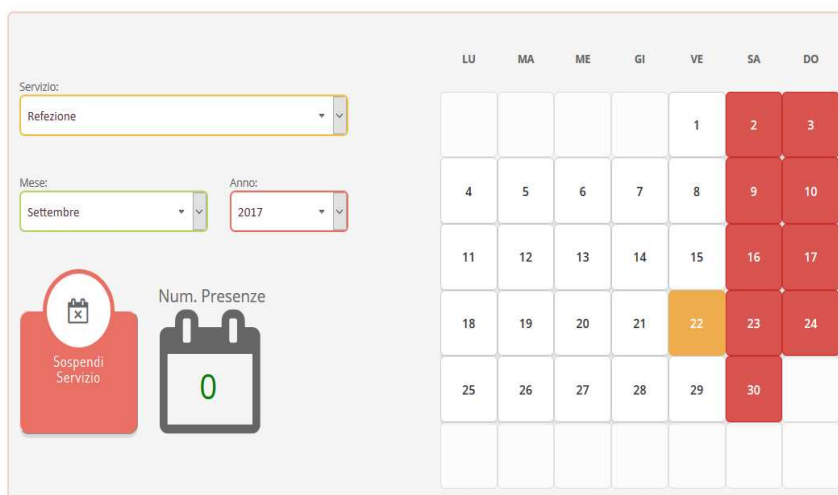 Servizio:
Refezione
Mese:
Anno:
Settembre
2017
Sospendi
Servizio
Num. Presenze
0
LU MA ME GI VE SA DO
1 2 3
4 5 6 7 8 9 10
11 12 13 14 15 16 17
18 19 20 21 22 23 24
25 26 27 28 29 30